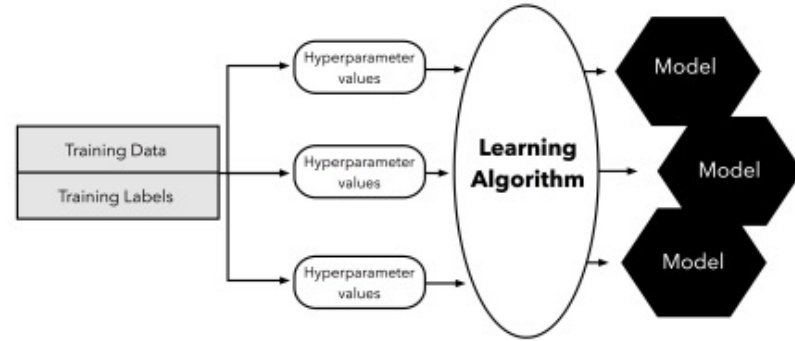 Training Data
Training Labels
Hyperparameter
values
Hyperparameter
values
Hyperparameter
values
Learning
Algorithm
Model
Model
Model